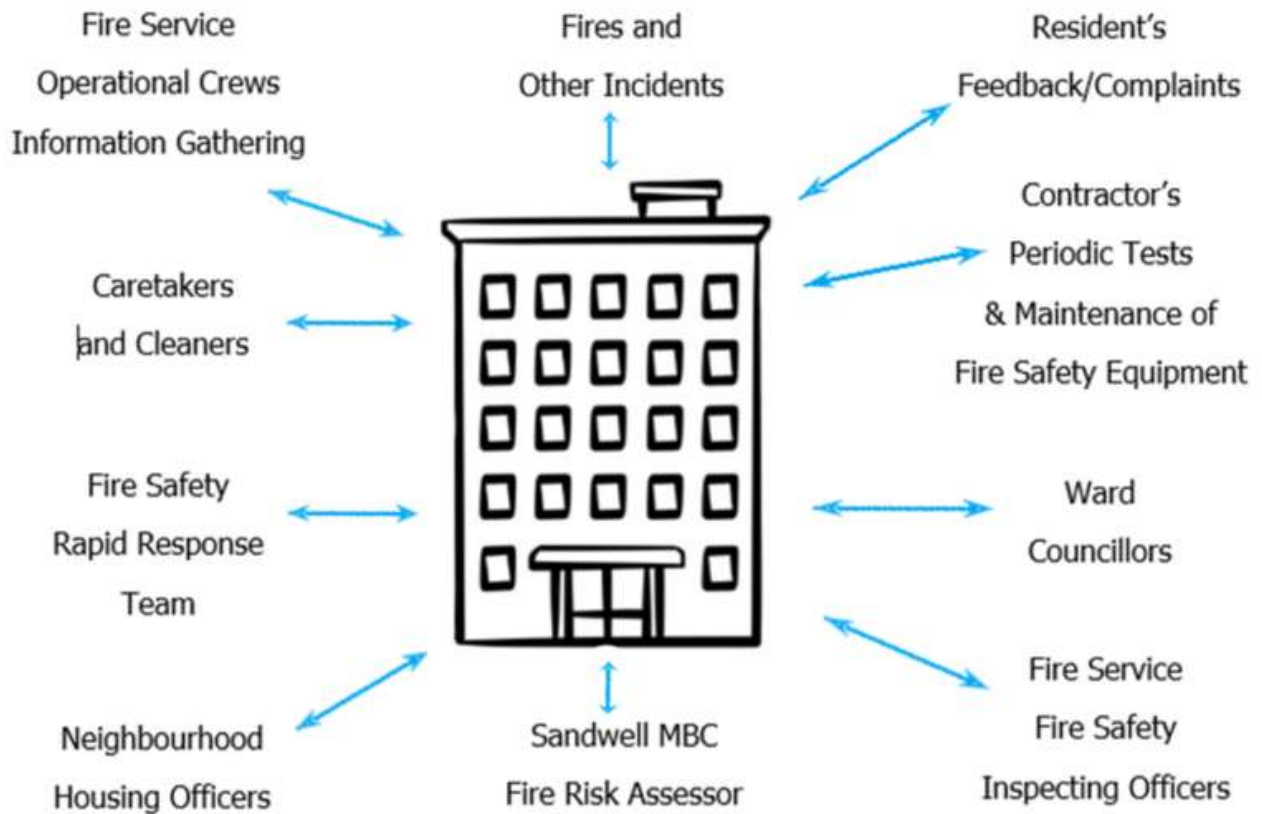 Fire Service
Operational Crews
Information Gathering
Fires and
Other Incidents
Resident's
Feedback/Complaints
Contractor's
Periodic Tests
& Maintenance of
Fire Safety Equipment
Caretakers
and Cleaners
Fire Safety
Rapid Response
Team
Ward
Councillors
Neighbourhood
Housing Officers
Sandwell MBC
Fire Risk Assessor
Fire Service
Fire Safety
Inspecting Officers